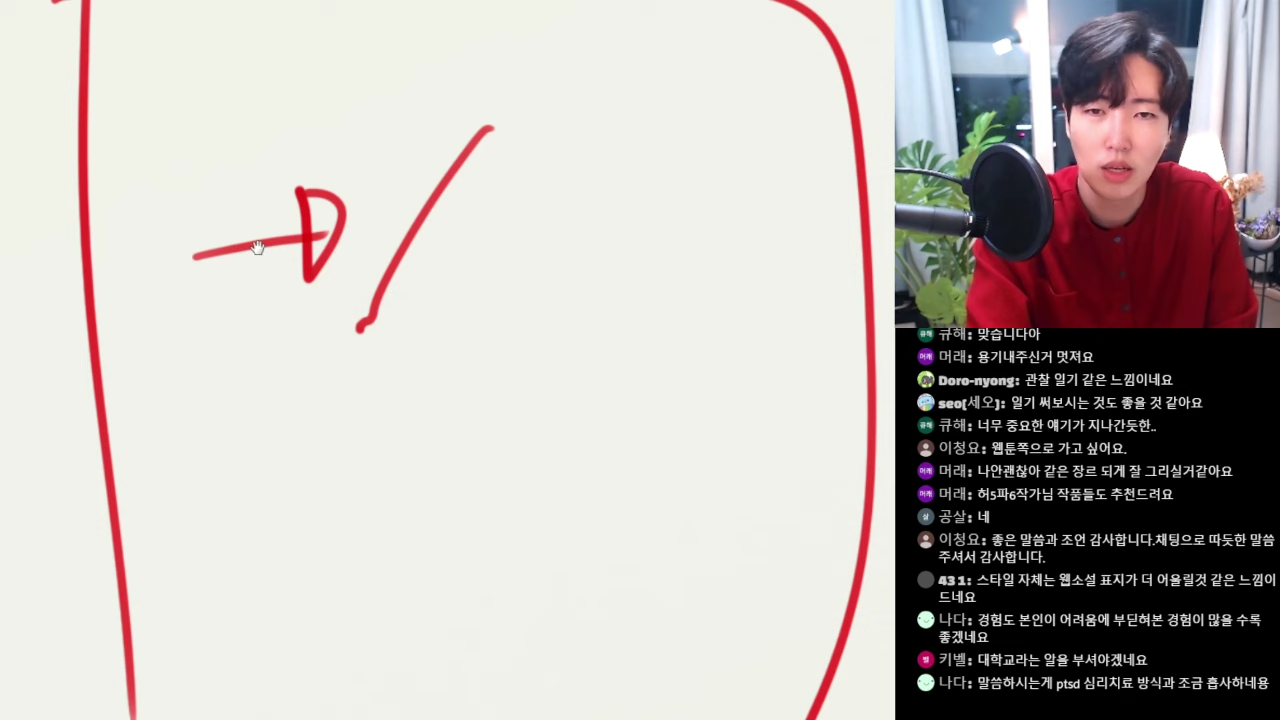 큐해: 맞습니다아
머래: 용기내주신거 멋져요
Doro-nyong: 관찰 일기 같은 느낌이네요
seo(세오): 일기 써보시는 것도 좋을 것 같아요
큐해: 너무 중요한 얘기가 지나간듯한..
이청요: 웹툰쪽으로 가고 싶어요.
머래: 나안괜찮아 같은 장르 되게 잘 그리실거같아요
머래: 허5파6작가님 작품들도 추천드려요
공살: 네
이청요: 좋은 말씀과 조언 감사합니다.채팅으로 따듯한 말씀
주셔서 감사합니다.
43 1: 스타일 자체는 웹소설 표지가 더 어울릴것 같은 느낌이
드네요
나다: 경험도 본인이 어려움에 부딛혀본 경험이 많을 수록
좋겠네요
키벨: 대학교라는 알을 부셔야겠네요
나다: 말씀하시는게 ptsd 심리치료 방식과 조금 흡사하네용